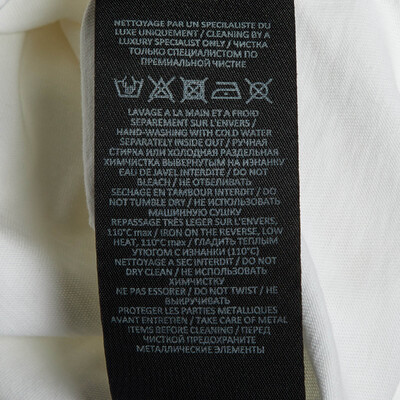 NETTOYAGE PAR UN SPECIALISTE DU
LUXE UNIQUEMENT / CLEANING BY A
LUXURY SPECIALIST ONLY / ЧИСТКА
ТОЛЬКО СПЕЦИАЛИСТОМ ПО
ПРЕМИАЛЬНОЙ ЧИСТКЕ
LAVAGE A LA MAIN ET A FROID
SEPAREMENT SUR L'ENVERS /
HAND-WASHING WITH COLD WATER
SEPARATELY INSIDE OUT / РУЧНАЯ
СТИРКА ИЛИ ХОЛОДНАЯ РАЗДЕЛЬНАЯ
ХИМЧИСТКА ВЫВЕРНУТЫМ НА ИЗНАНКУ
EAU DE JAVEL INTERDITE / DO NOT
BLEACH / НЕ ОТБЕЛИВАТЬ
SECHAGE EN TAMBOUR INTERDIT / DO
NOT TUMBLE DRY / НЕ ИСПОЛЬЗОВАТЬ
МАШИННУЮ СУШКУ
REPASSAGE TRÈS LEGER SUR L'ENVERS,
110°C max / IRON ON THE REVERSE, LOW
HEAT, 110°C max / ГЛАДИТЬ ТЕПЛЫМ
УТЮГОМ С ИЗНАНКИ (110°C)
NETTOYAGE A SEC INTERDIT / DO NOT
DRY CLEAN / НЕ ИСПОЛЬЗОВАТЬ
ХИМЧИСТКУ
NE PAS ESSORER / DO NOT TWIST / НЕ
ВЫКРУЧИВАТЬ
PROTEGER LES PARTIES METALLIQUES
AVANT ENTRETIEN / TAKE CARE OF METAL
ITEMS BEFORE CLEANING / ПЕРЕД
ЧИСТКОЙ ПРЕДОХРАНИТЕ
МЕТАЛЛИЧЕСКИЕ ЭЛЕМЕНТЫ